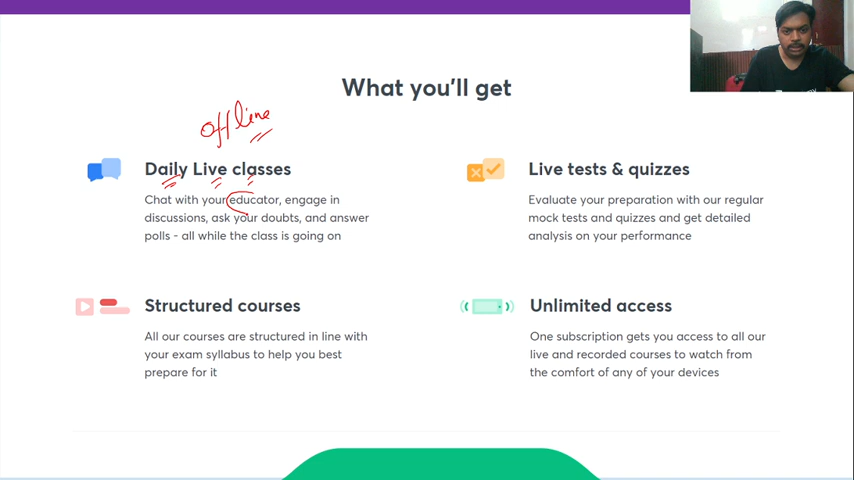 What you'll get
offline
Daily Live classes
Chat with your educator, engage in
discussions, ask your doubts, and answer
polls - all while the class is going on
Live tests & quizzes
Evaluate your preparation with our regular
mock tests and quizzes and get detailed
analysis on your performance
Structured courses
All our courses are structured in line with
your exam syllabus to help you best
prepare for it
Unlimited access
One subscription gets you access to all our
live and recorded courses to watch from
the comfort of any of your devices